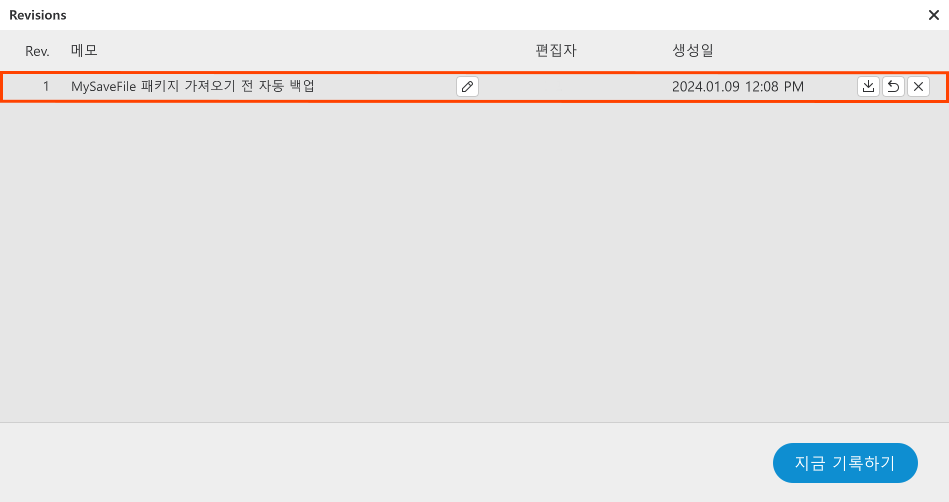 Revisions
Rev. 메모 편집자 생성일
1 MySaveFile 패키지 가져오기 전 자동 백업 2024.01.09 12:08 PM
지금 기록하기